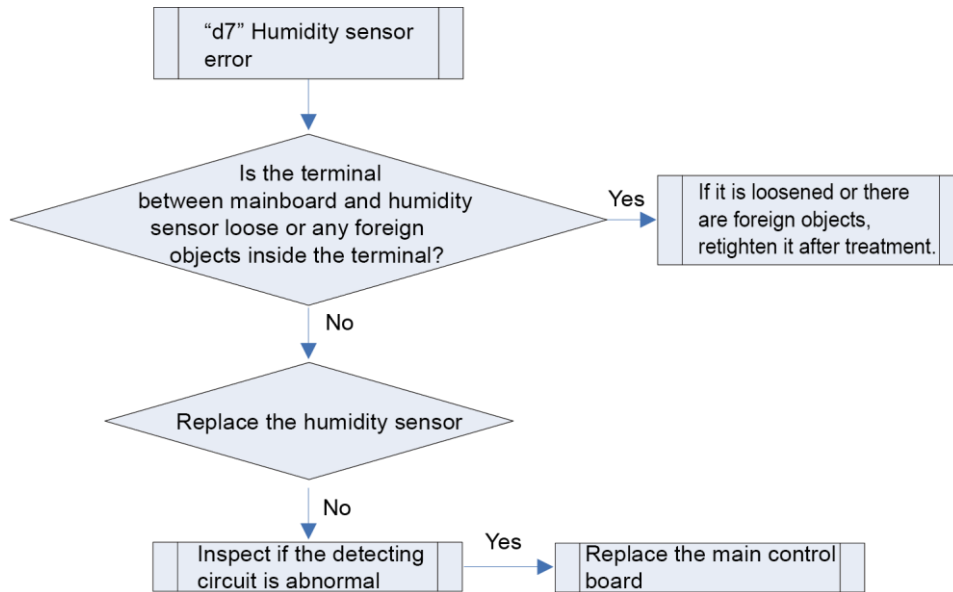 “d7” Humidity sensor
error
Is the terminal
between mainboard and humidity
sensor loose or any foreign
objects inside the terminal?
Yes
If it is loosened or there
are foreign objects,
retighten it after treatment.
No
Replace the humidity sensor
No
Inspect if the detecting
circuit is abnormal
Yes
Replace the main control
board